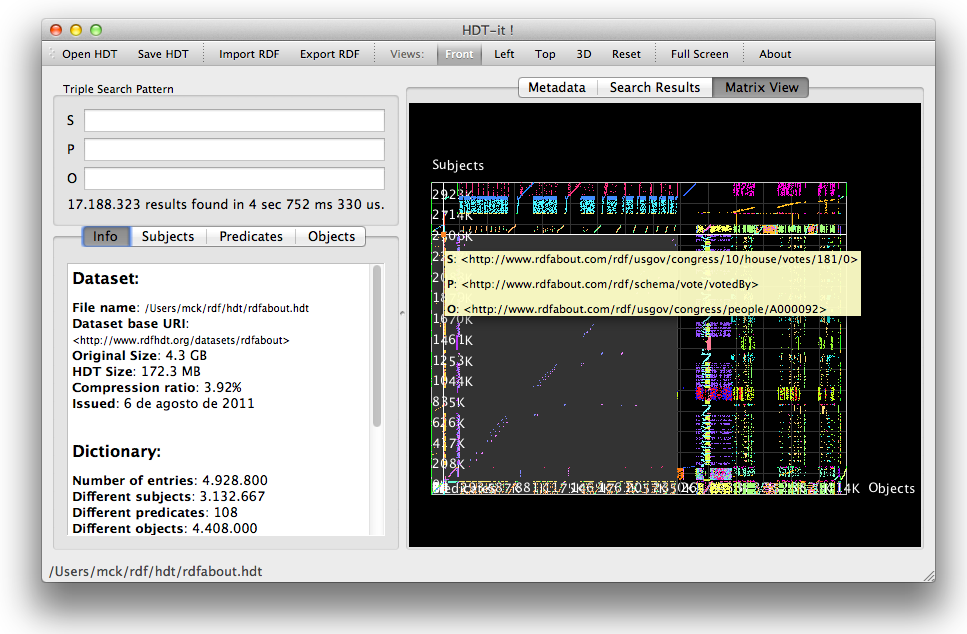 HDT-it !
Open HDT Save HDT Import RDF Export RDF Views: Front Left Top 3D Reset Full Screen About
Triple Search Pattern
S
P
O
17.188.323 results found in 4 sec 752 ms 330 us.
Info Subjects Predicates Objects
Dataset:
File name: /Users/mck/rdf/hdt/rdfabout.hdt
Dataset base URI:
<http://www.rdfhdt.org/datasets/rdfabout>
Original Size: 4.3 GB
HDT Size: 172.3 MB
Compression ratio: 3.92%
Issued: 6 de agosto de 2011
Dictionary:
Number of entries: 4.928.800
Different subjects: 3.132.667
Different predicates: 108
Different objects: 4.408.000
Metadata Search Results Matrix View
Subjects
2923K
2714K
S: <http://www.rdfabout.com/rdf/usgov/congress/10/house/votes/181/0>
P: <http://www.rdfabout.com/rdf/schema/vote/votedBy>
O: <http://www.rdfabout.com/rdf/usgov/congress/people/A000092>
1670K
1461K
1253K
1044K
835K
626K
417K
208K
Objects
/Users/mck/rdf/hdt/rdfabout.hdt